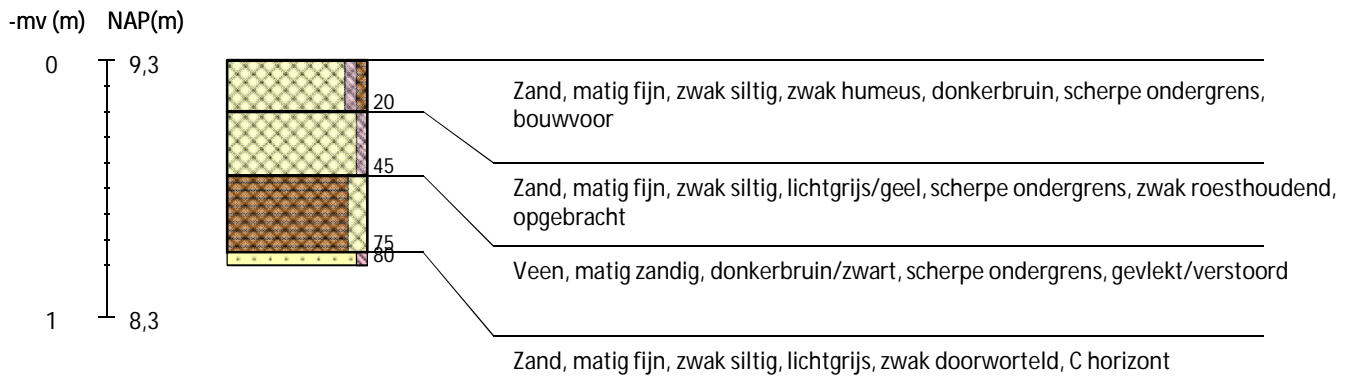 -mv (m) NAP(m)
0 9,3
20
Zand, matig fijn, zwak siltig, zwak humeus, donkerbruin, scherpe ondergrens,
bouwvoor
45
Zand, matig fijn, zwak siltig, lichtgrijs/geel, scherpe ondergrens, zwak roesthoudend,
opgebracht
75
80
Veen, matig zandig, donkerbruin/zwart, scherpe ondergrens, gevlekt/verstoord
1 8,3
Zand, matig fijn, zwak siltig, lichtgrijs, zwak doorworteld, C horizont